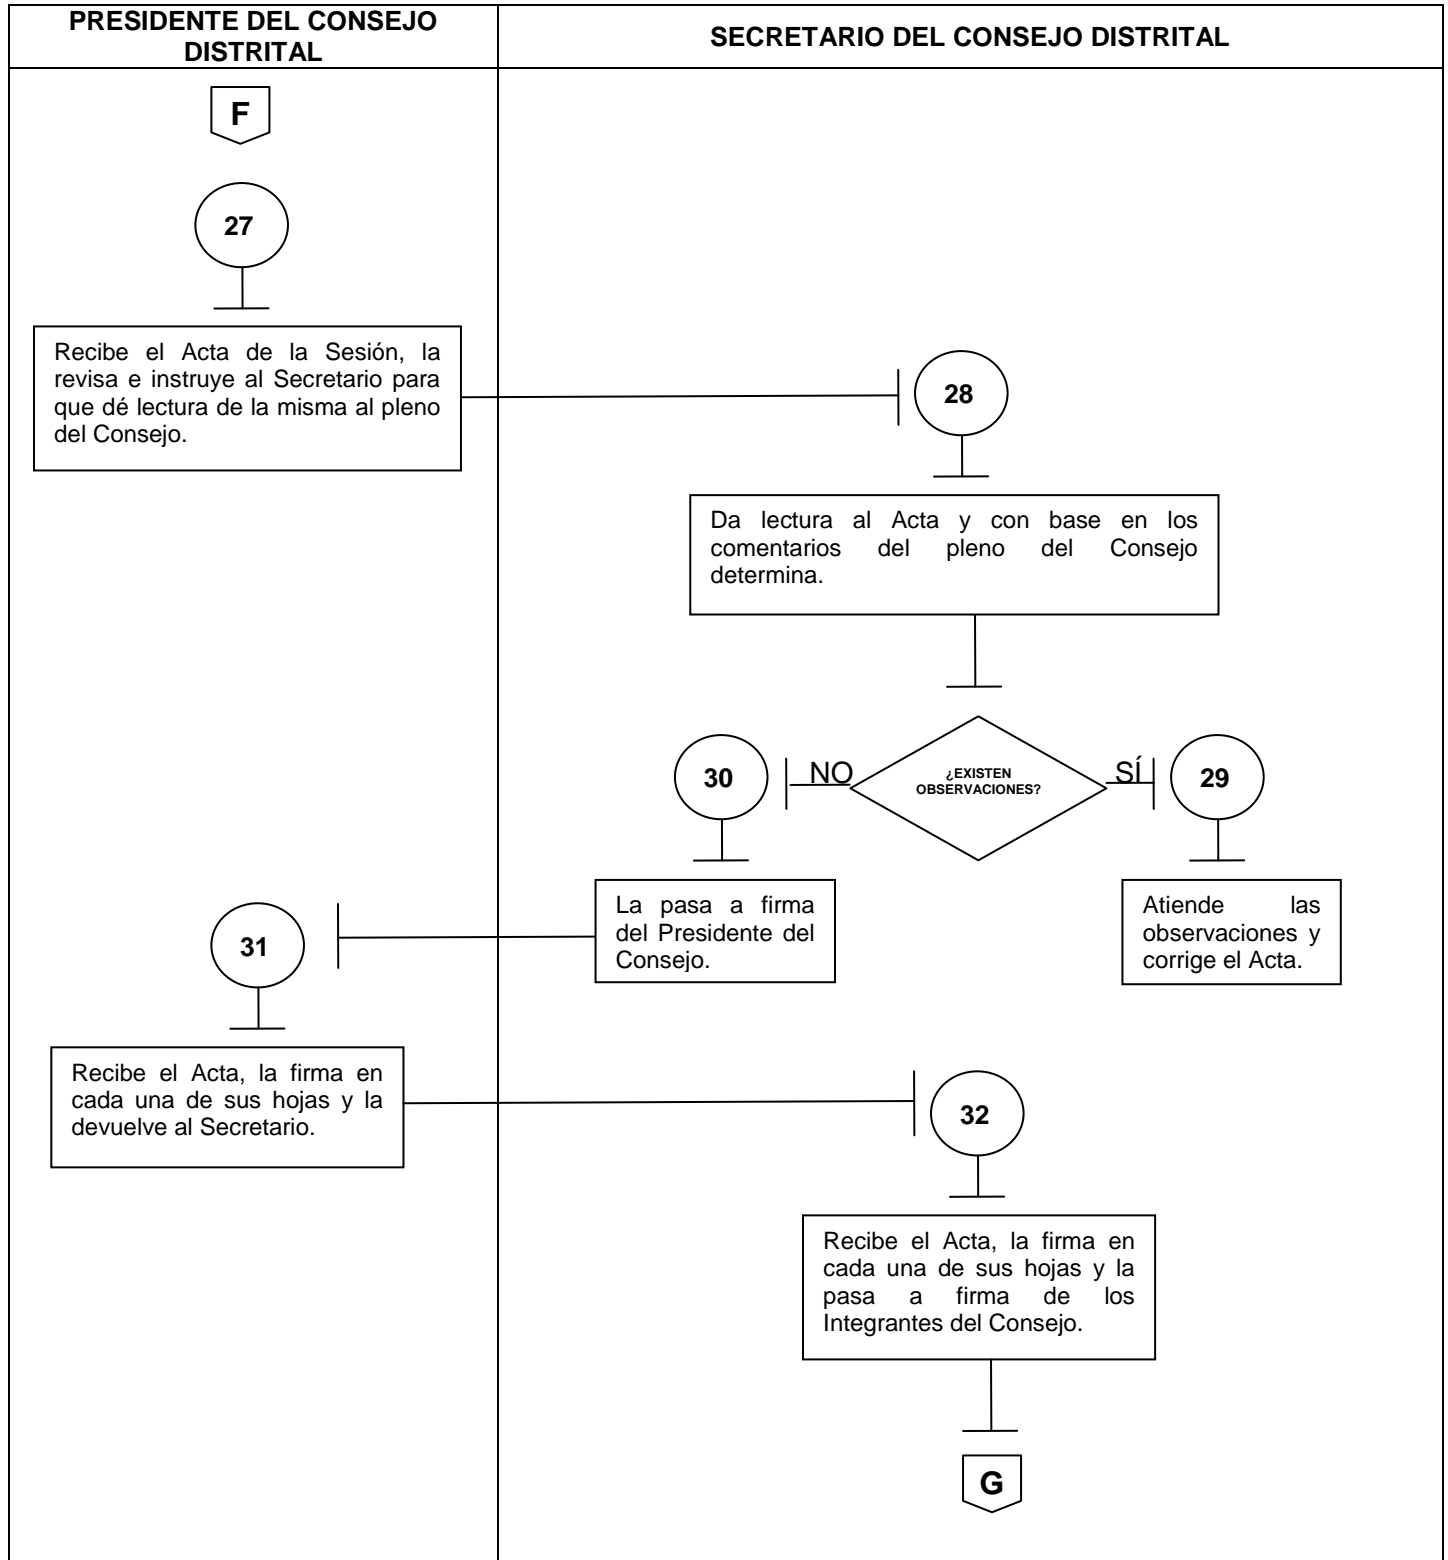 PRESIDENTE DEL CONSEJO
DISTRITAL
SECRETARIO DEL CONSEJO DISTRITAL
F
27
Recibe el Acta de la Sesión, la
revisa e instruye al Secretario para
que dé lectura de la misma al pleno
del Consejo.
28
Da lectura al Acta y con base en los
comentarios del pleno del Consejo
determina.
¿EXISTEN
OBSERVACIONES?
NO
SÍ
30
29
La pasa a firma
del Presidente del
Consejo.
Atiende las
observaciones y
corrige el Acta.
31
Recibe el Acta, la firma en
cada una de sus hojas y la
devuelve al Secretario.
32
Recibe el Acta, la firma en
cada una de sus hojas y la
pasa a firma de los
Integrantes del Consejo.
G